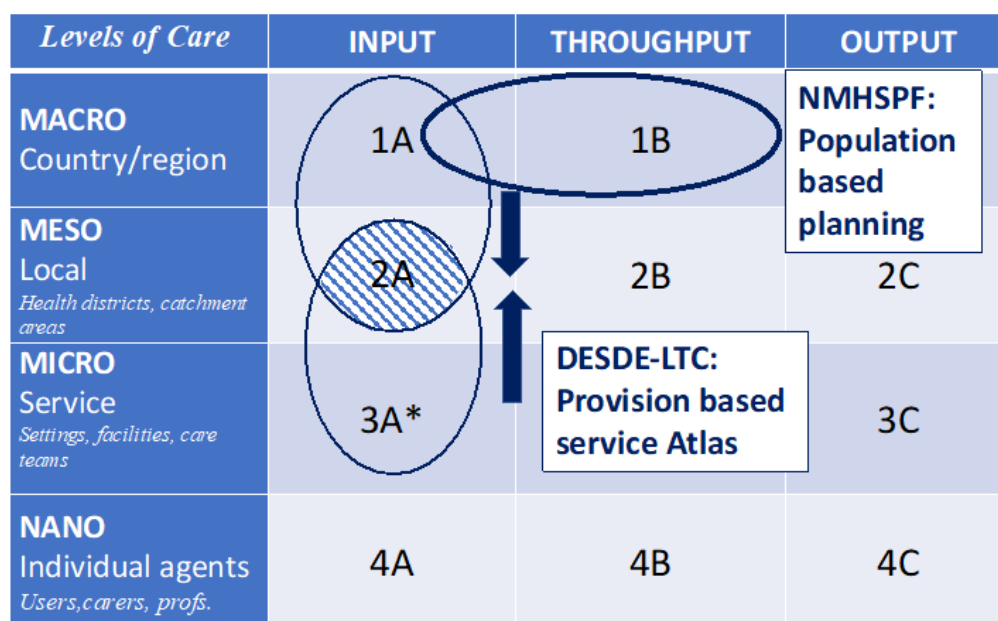 Levels of Care
INPUT
THROUGHPUT
OUTPUT
MACRO
Country/region
1A
1B
NMHSPF:
Population
based
planning
MESO
Local
Health districts, catchment
areas
2A
2B
2C
MICRO
Service
Settings, facilities, care
teams
3A*
DESDE-LTC:
Provision based
service Atlas
3C
NANO
Individual agents
Users,carers, profs.
4A
4B
4C